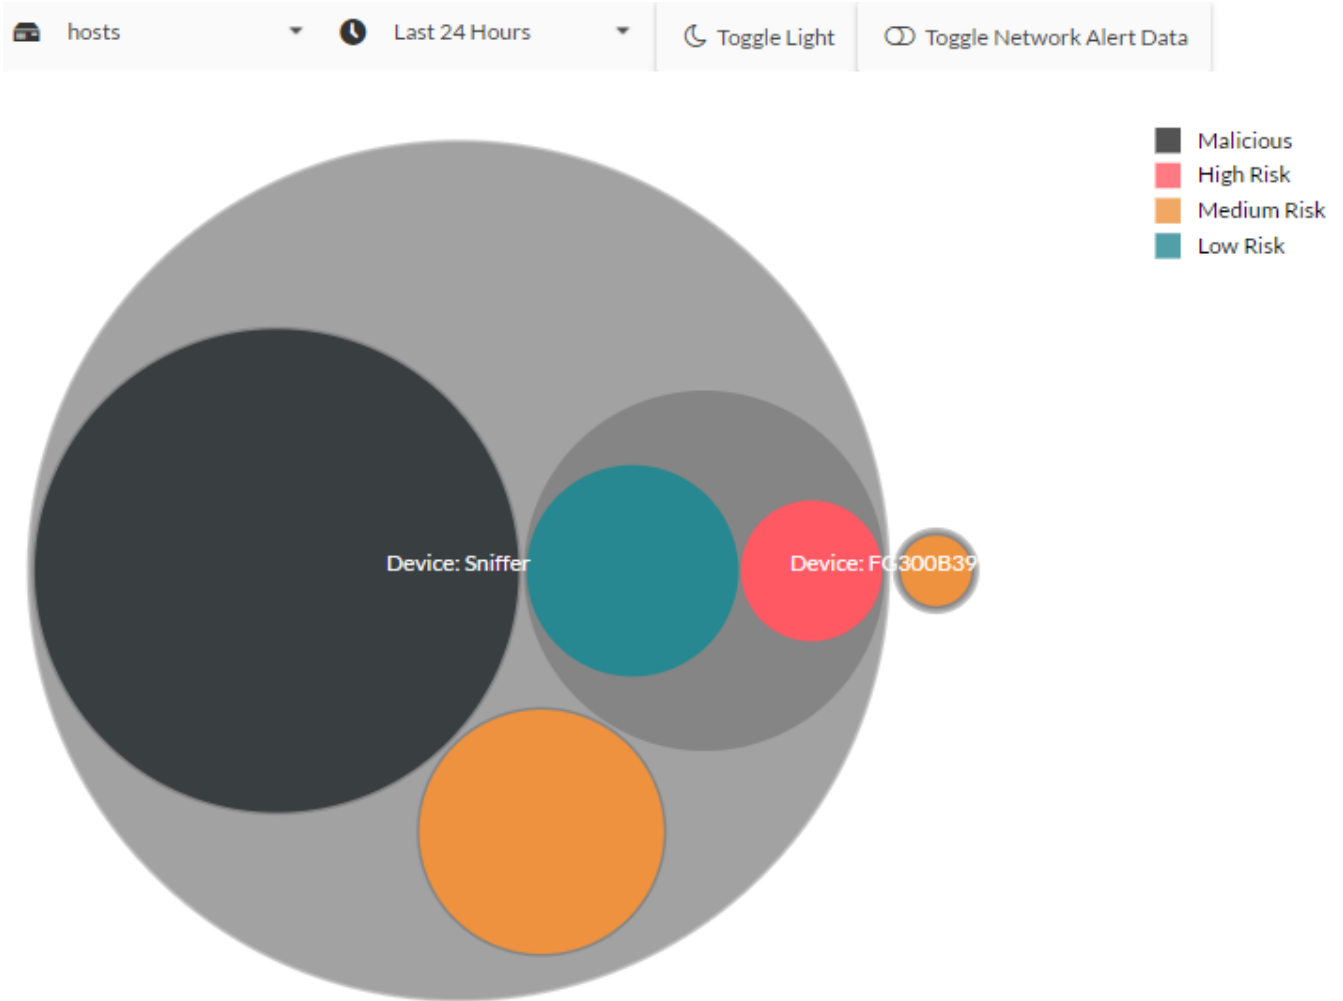 hosts
Last 24 Hours
Toggle Light
Toggle Network Alert Data
Malicious
High Risk
Medium Risk
Low Risk
Device: Sniffer
Device: FG300B39